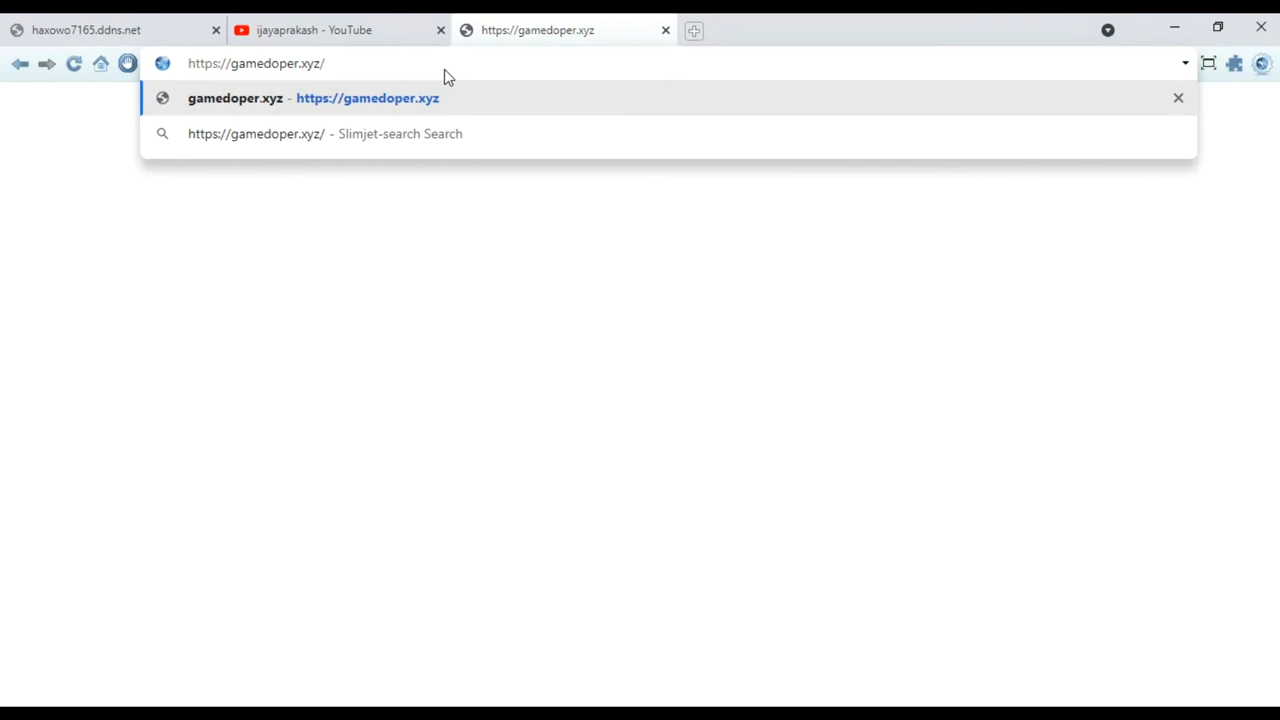 haxowo7165.ddns.net
ijayaprakash - YouTube
https://gamedoper.xyz
https://gamedoper.xyz/
gamedoper.xyz - https://gamedoper.xyz
https://gamedoper.xyz/ - Slimjet-search Search